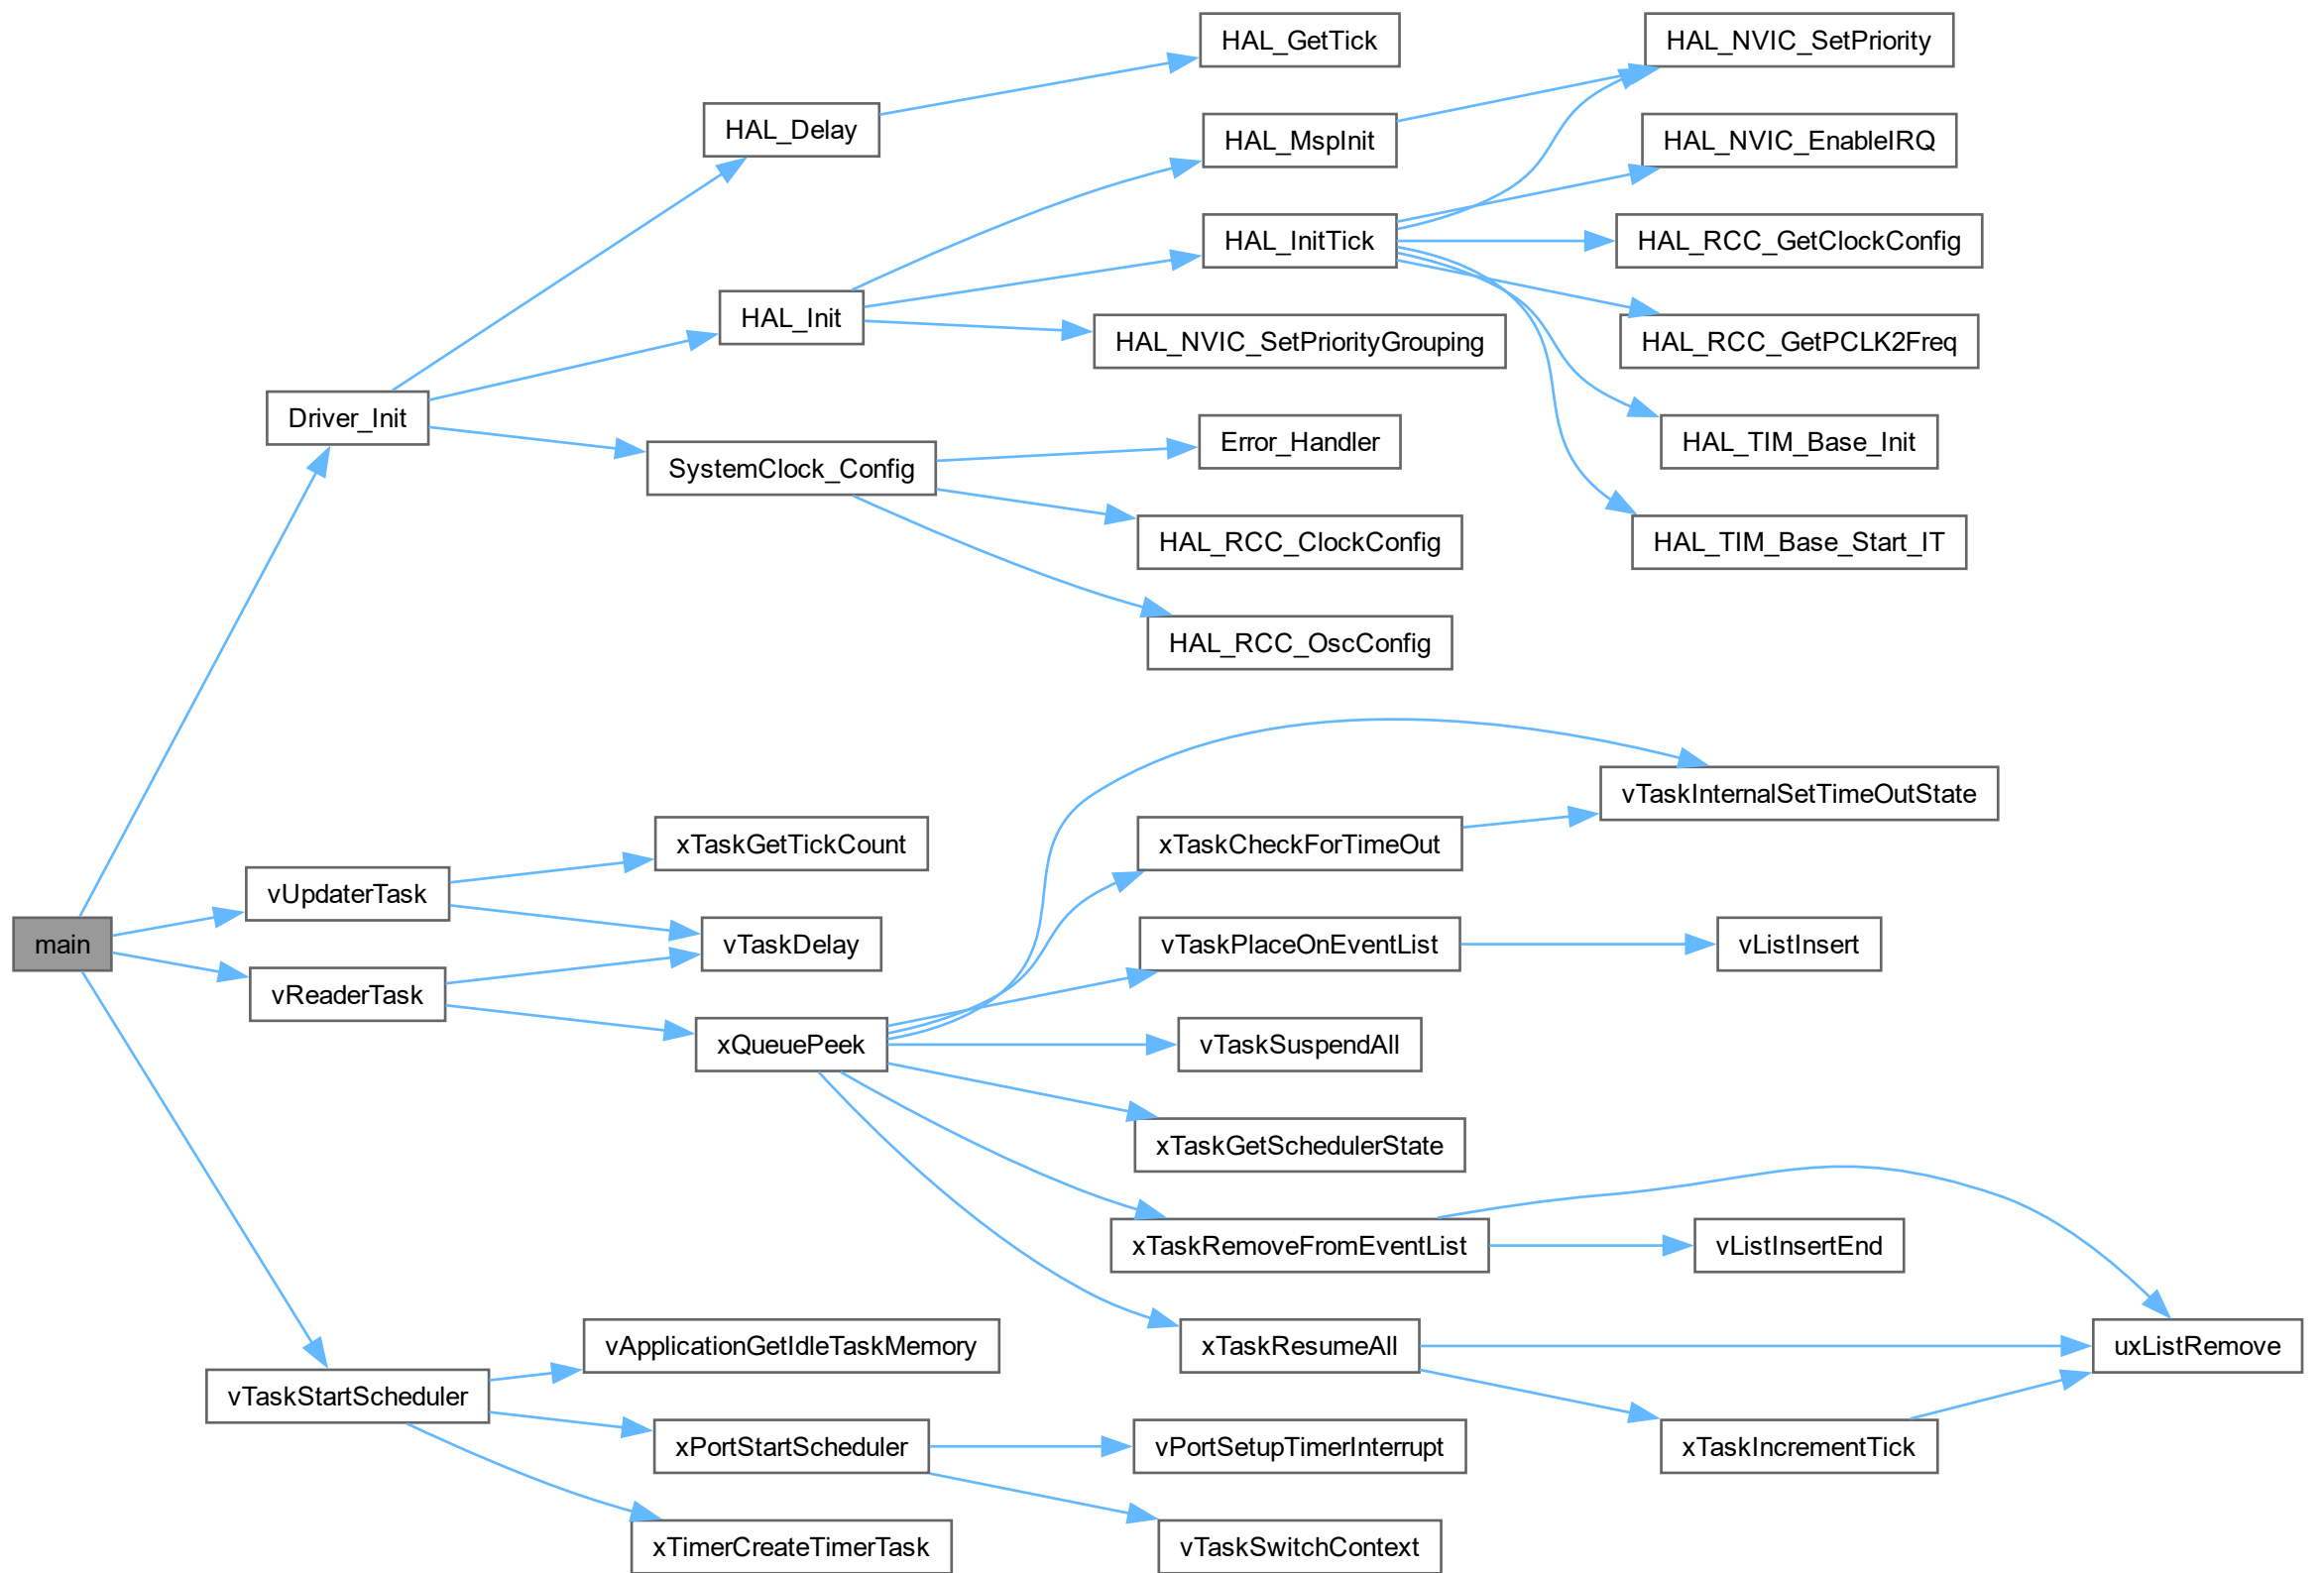 HAL_GetTick
HAL_NVIC_SetPriority
HAL_Delay
HAL_MspInit
HAL_NVIC_EnableIRQ
HAL_InitTick
HAL_RCC_GetClockConfig
HAL_Init
HAL_NVIC_SetPriorityGrouping
HAL_RCC_GetPCLK2Freq
Driver_Init
Error_Handler
HAL_TIM_Base_Init
SystemClock_Config
HAL_RCC_ClockConfig
HAL_TIM_Base_Start_IT
HAL_RCC_OscConfig
vTaskInternalSetTimeOutState
xTaskGetTickCount
xTaskCheckForTimeOut
vUpdaterTask
main
vTaskDelay
vTaskPlaceOnEventList
vListInsert
vReaderTask
xQueuePeek
vTaskSuspendAll
xTaskGetSchedulerState
xTaskRemoveFromEventList
vListInsertEnd
vApplicationGetIdleTaskMemory
xTaskResumeAll
uxListRemove
vTaskStartScheduler
xPortStartScheduler
vPortSetupTimerInterrupt
xTaskIncrementTick
xTimerCreateTimerTask
vTaskSwitchContext